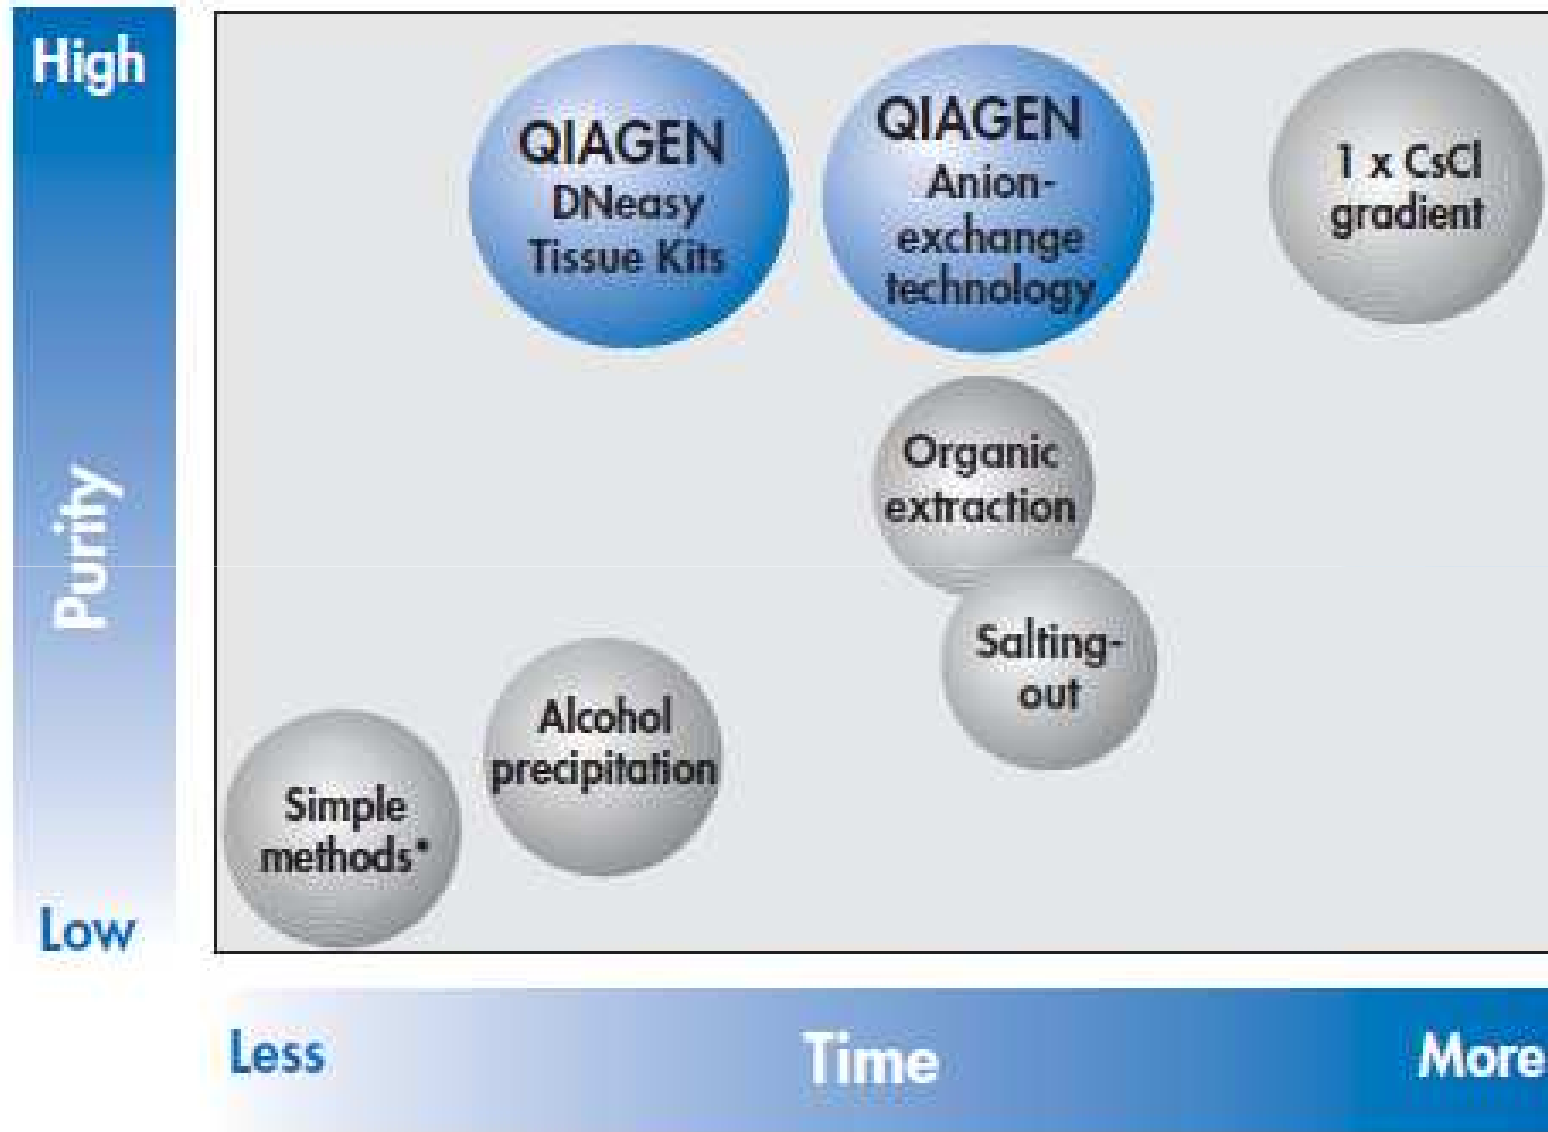 High
Purity
Low
QIAGEN
DNeasy
Tissue Kits
QIAGEN
Anion-
exchange
technology
1 x CsCl
gradient
Organic
extraction
Salting-
out
Alcohol
precipitation
Simple
methods*
Less
Time
More